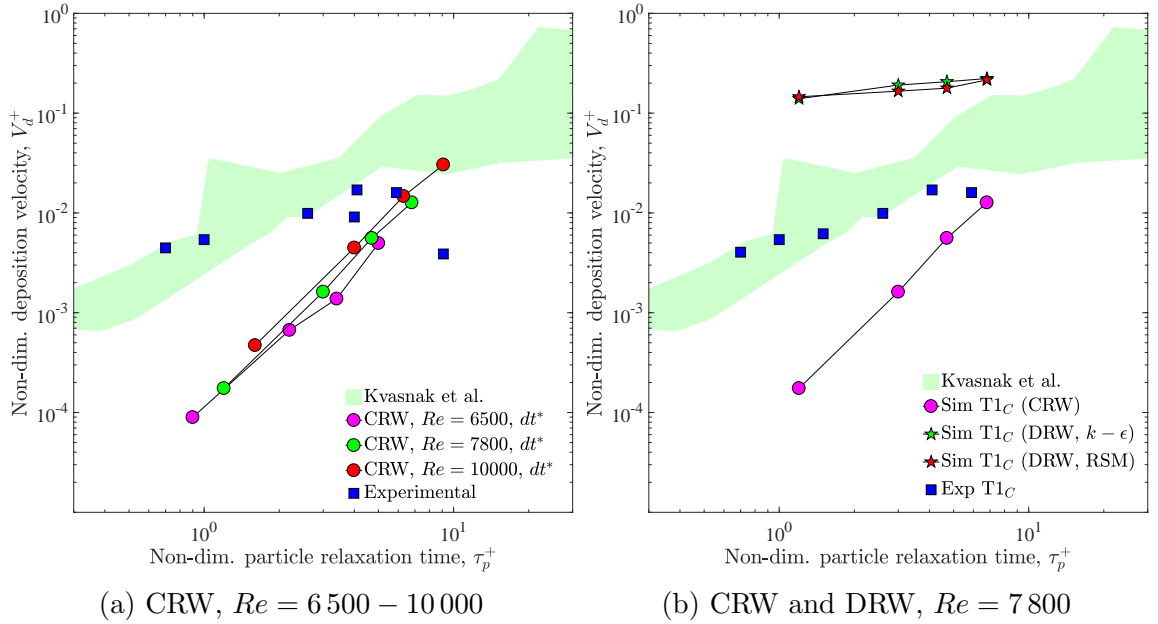 10^0
10^-1
10^-2
10^-3
10^-4
Non-dim. deposition velocity, V_d^+
Kvasnak et al.
CRW, Re = 6500, dt*
CRW, Re = 7800, dt*
CRW, Re = 10000, dt*
Experimental
10^0 10^1
Non-dim. particle relaxation time, τ_p^+
(a) CRW, Re = 6 500 − 10 000
10^0
10^-1
10^-2
10^-3
10^-4
Non-dim. deposition velocity, V_d^+
Kvasnak et al.
Sim T1_C (CRW)
Sim T1_C (DRW, k − ϵ)
Sim T1_C (DRW, RSM)
Exp T1_C
10^0 10^1
Non-dim. particle relaxation time, τ_p^+
(b) CRW and DRW, Re = 7 800